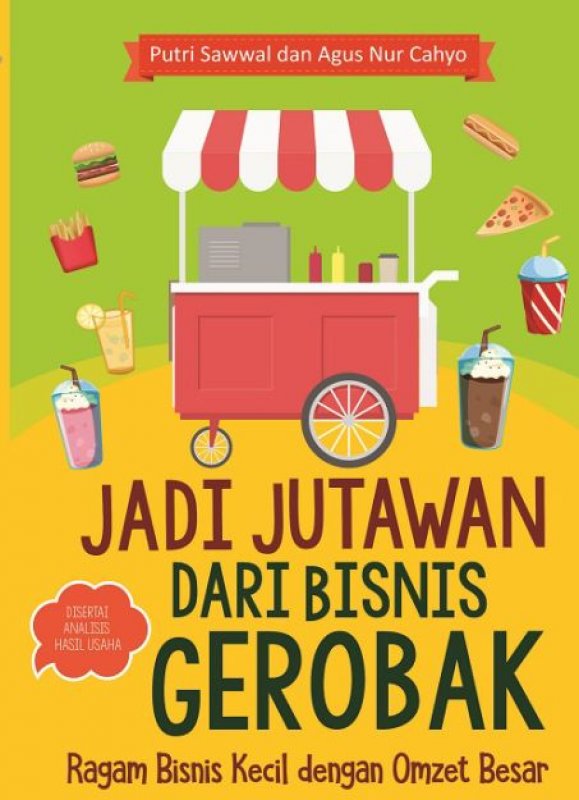 Putri Sawwal dan Agus Nur Cahyo
JADI JUTAWAN
DARI BISNIS
GEROBAK
DISERTAI
ANALISIS
HASIL USAHA
Ragam Bisnis Kecil dengan Omzet Besar